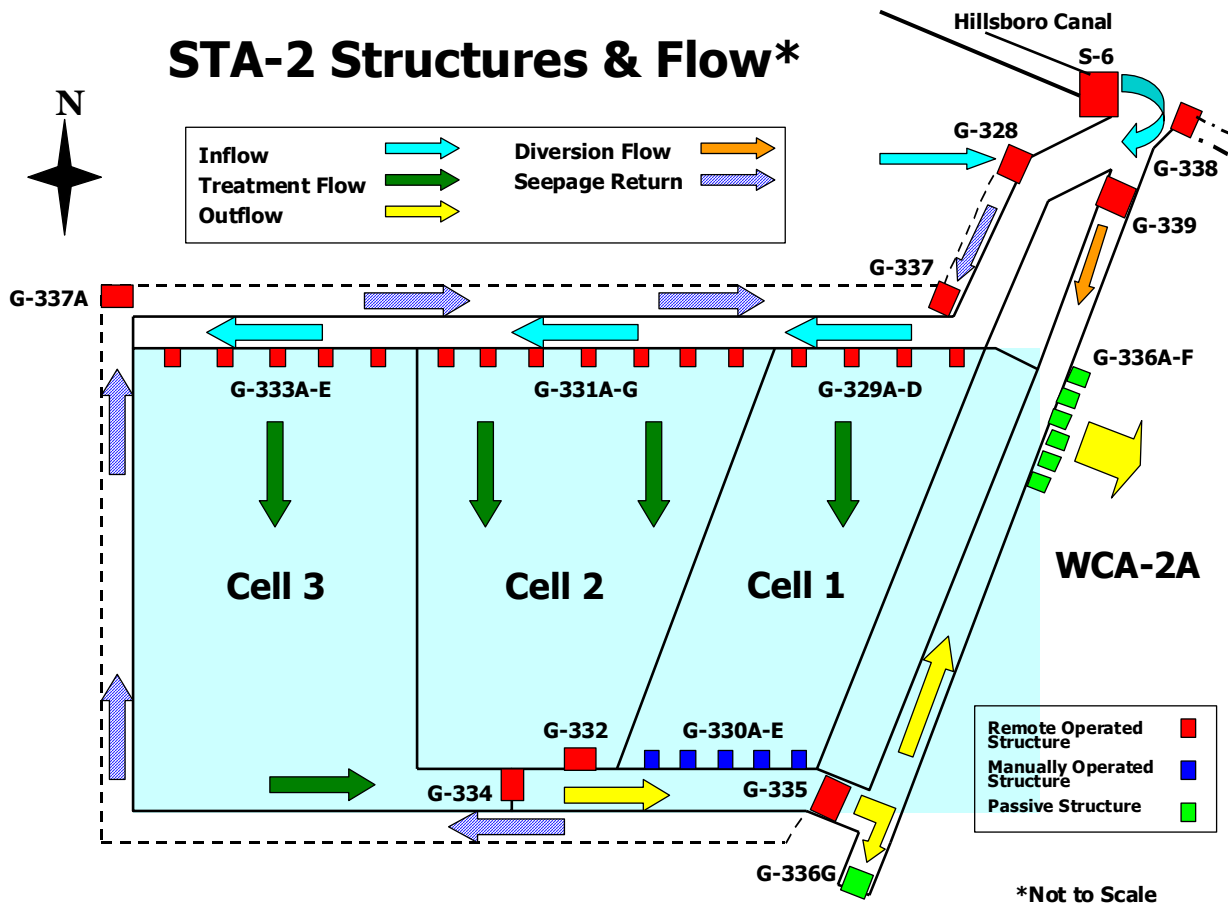 Hillsboro Canal
STA-2 Structures & Flow*
S-6
N
G-328
Inflow
Diversion Flow
Treatment Flow
Seepage Return
Outflow
G-338
G-339
G-337
G-337A
G-336A-F
G-333A-E
G-331A-G
G-329A-D
WCA-2A
Cell 3
Cell 2
Cell 1
G-332
G-330A-E
Remote Operated
Structure
Manually Operated
Structure
Passive Structure
G-334
G-335
G-336G
*Not to Scale